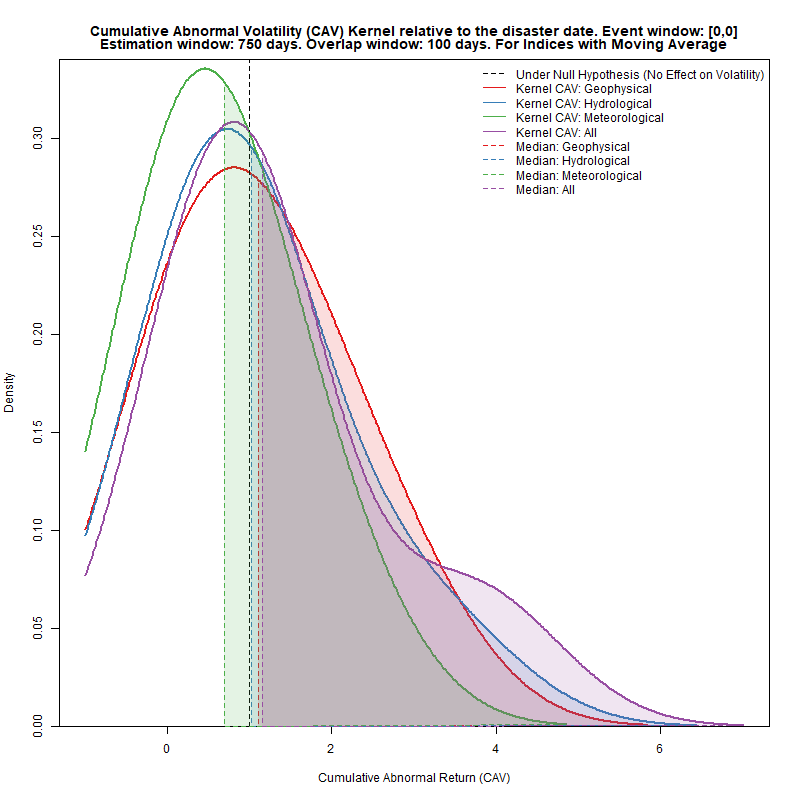 Cumulative Abnormal Volatility (CAV) Kernel relative to the disaster date. Event window: [0,0]
Estimation window: 750 days. Overlap window: 100 days. For Indices with Moving Average
Under Null Hypothesis (No Effect on Volatility)
Kernel CAV: Geophysical
Kernel CAV: Hydrological
Kernel CAV: Meteorological
Kernel CAV: All
Median: Geophysical
Median: Hydrological
Median: Meteorological
Median: All
0.30
0.25
0.20
0.15
0.10
0.05
0.00
Density
0 2 4 6
Cumulative Abnormal Return (CAV)